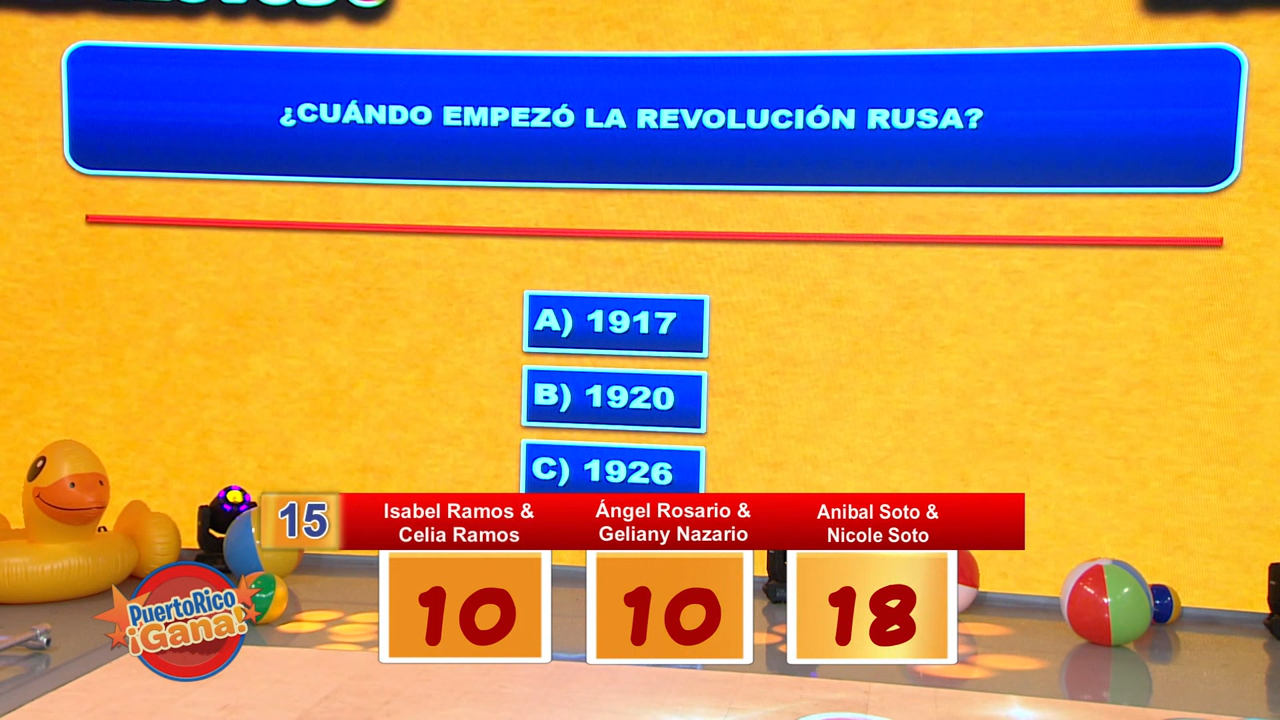 ¿CUÁNDO EMPEZÓ LA REVOLUCIÓN RUSA?
A) 1917
B) 1920
C) 1926
15
Isabel Ramos &
Celia Ramos
Ángel Rosario &
Geliany Nazario
Anibal Soto &
Nicole Soto
10
10
18
PuertoRico
¡Gana!